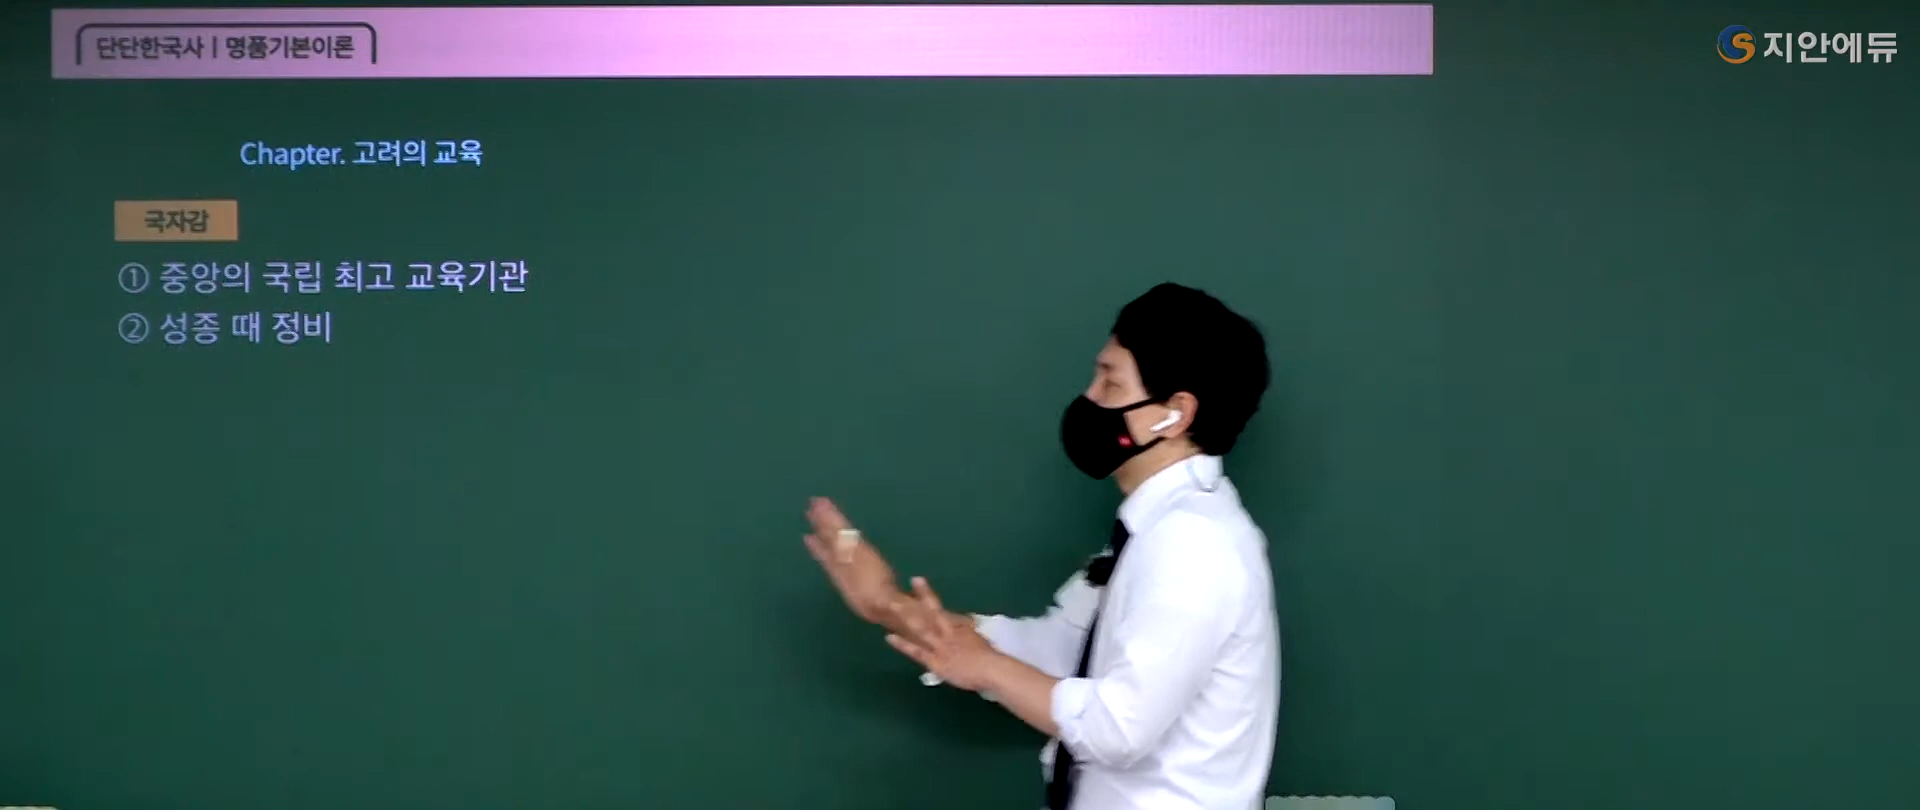 단단한국사 | 명품기본이론
지안에듀
Chapter. 고려의 교육
국자감
① 중앙의 국립 최고 교육기관
② 성종 때 정비